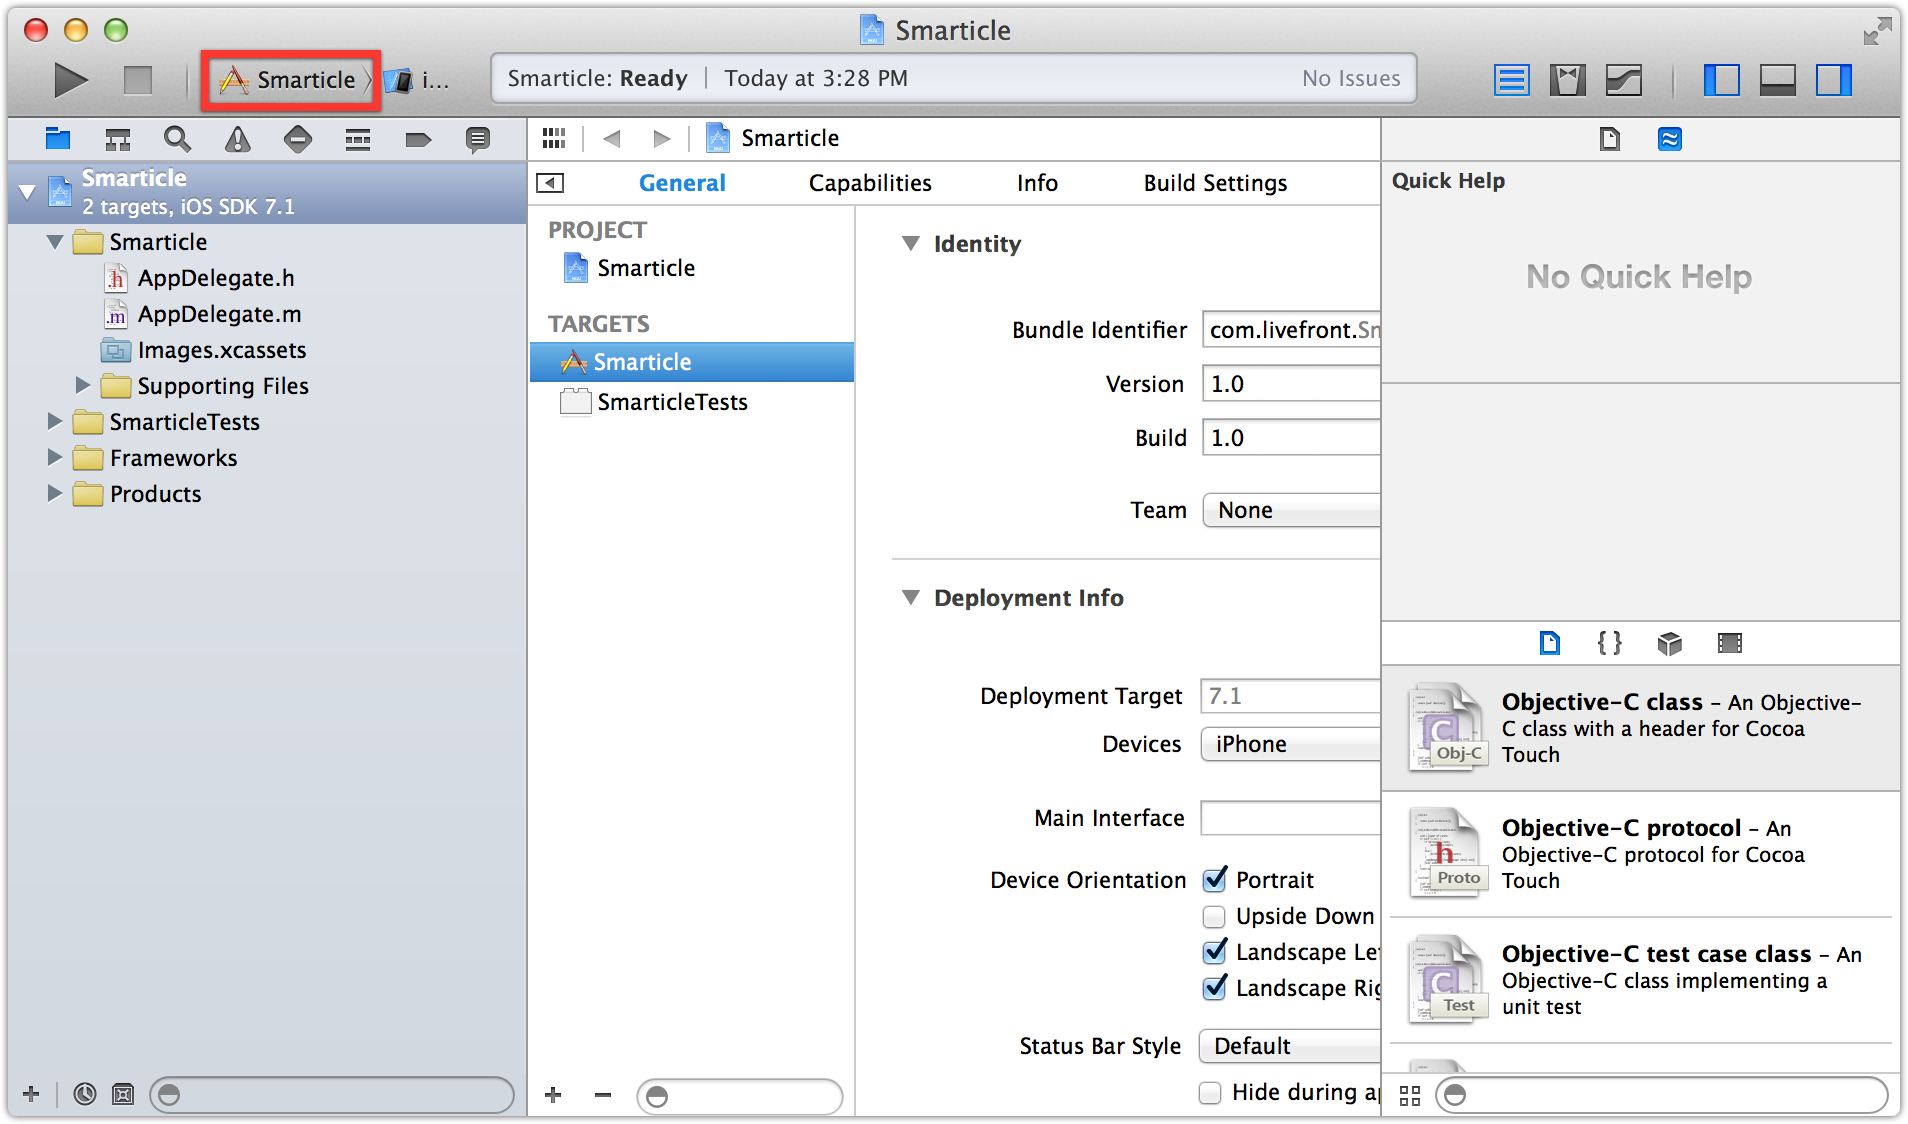 Smarticle
Smarticle
i...
Smarticle: Ready | Today at 3:28 PM
No Issues
Smarticle
2 targets, iOS SDK 7.1
Smarticle
h AppDelegate.h
m AppDelegate.m
Images.xcassets
Supporting Files
SmarticleTests
Frameworks
Products
Smarticle
General Capabilities Info Build Settings
PROJECT
Smarticle
TARGETS
Smarticle
SmarticleTests
Identity
Bundle Identifier com.livefront.Sm
Version 1.0
Build 1.0
Team None
Deployment Info
Deployment Target 7.1
Devices iPhone
Main Interface
Device Orientation Portrait
Upside Down
Landscape Lef
Landscape Rig
Status Bar Style Default
Hide during ap
Quick Help
No Quick Help
{ }
C Obj-C
Objective-C class – An Objective-
C class with a header for Cocoa
Touch
h Proto
Objective-C protocol – An
Objective-C protocol for Cocoa
Touch
C Test
Objective-C test case class – An
Objective-C class implementing a
unit test